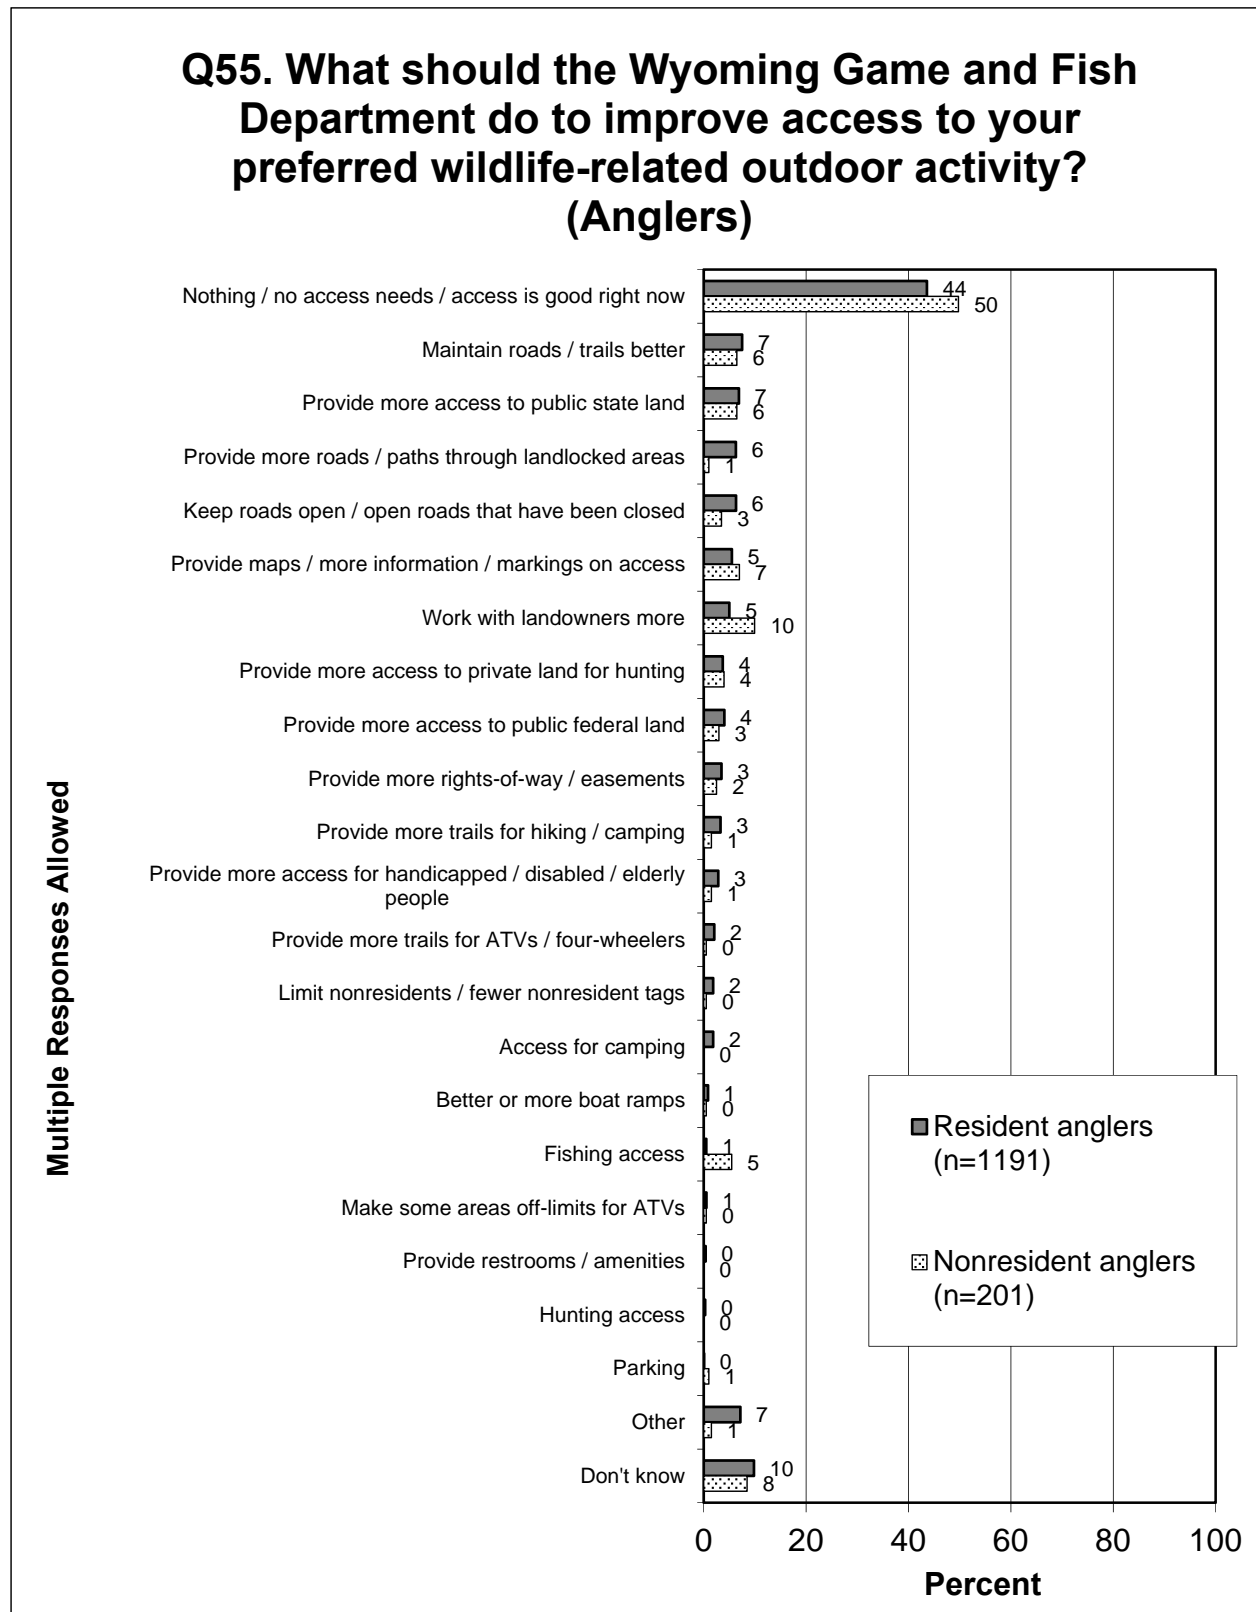 Q55. What should the Wyoming Game and Fish
Department do to improve access to your
preferred wildlife-related outdoor activity?
(Anglers)
Multiple Responses Allowed
Nothing / no access needs / access is good right now
44
50
Maintain roads / trails better
7
6
Provide more access to public state land
7
6
Provide more roads / paths through landlocked areas
6
1
Keep roads open / open roads that have been closed
6
3
Provide maps / more information / markings on access
5
7
Work with landowners more
5
10
Provide more access to private land for hunting
4
4
Provide more access to public federal land
4
3
Provide more rights-of-way / easements
3
2
Provide more trails for hiking / camping
3
1
Provide more access for handicapped / disabled / elderly
people
3
1
Provide more trails for ATVs / four-wheelers
2
0
Limit nonresidents / fewer nonresident tags
2
0
Access for camping
2
0
Better or more boat ramps
1
0
Fishing access
1
5
Make some areas off-limits for ATVs
1
0
Provide restrooms / amenities
0
0
Hunting access
0
0
Parking
0
1
Other
7
1
Don't know
10
8
Resident anglers
(n=1191)
Nonresident anglers
(n=201)
0 20 40 60 80 100
Percent